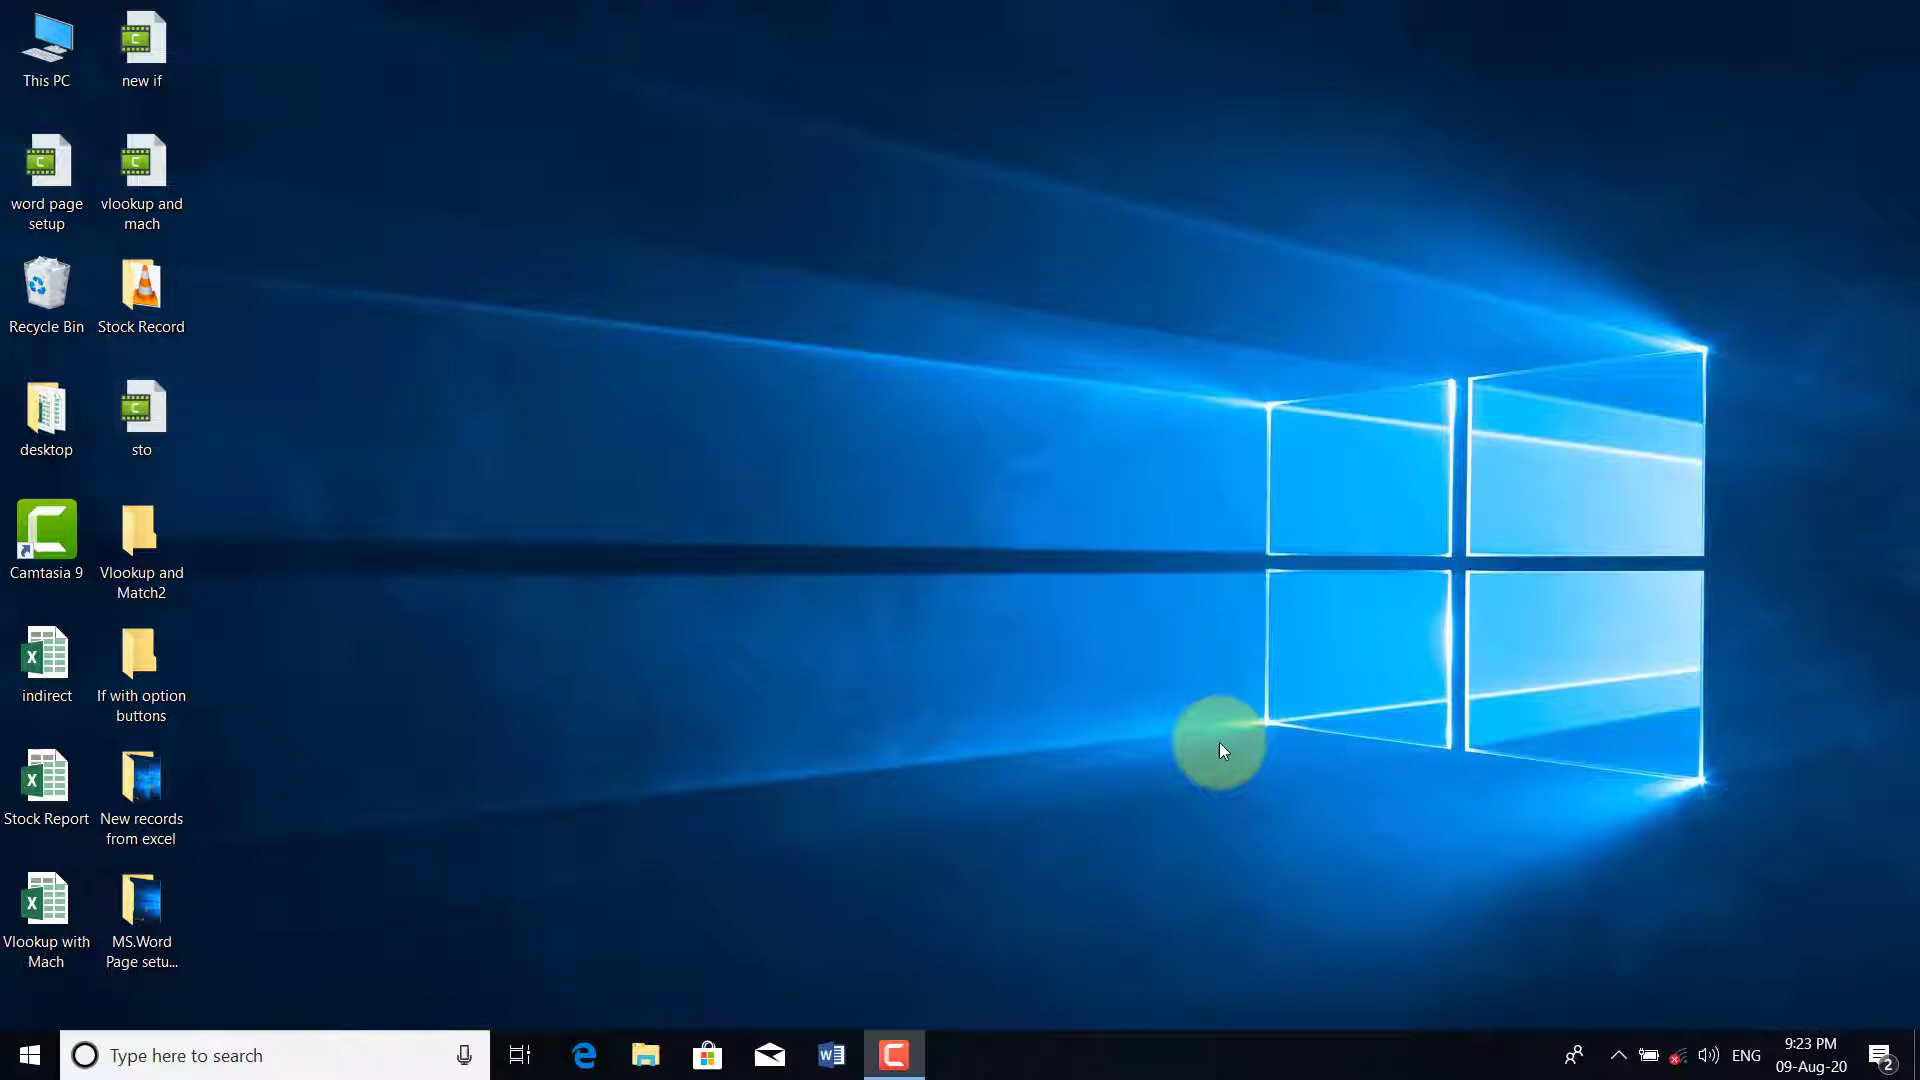 This PC
new if
word page
setup
vlookup and
mach
Recycle Bin
Stock Record
desktop
sto
Camtasia 9
Vlookup and
Match2
indirect
If with option
buttons
Stock Report
New records
from excel
Vlookup with
Mach
MS.Word
Page setu...
Type here to search
ENG
9:23 PM
09-Aug-20
2